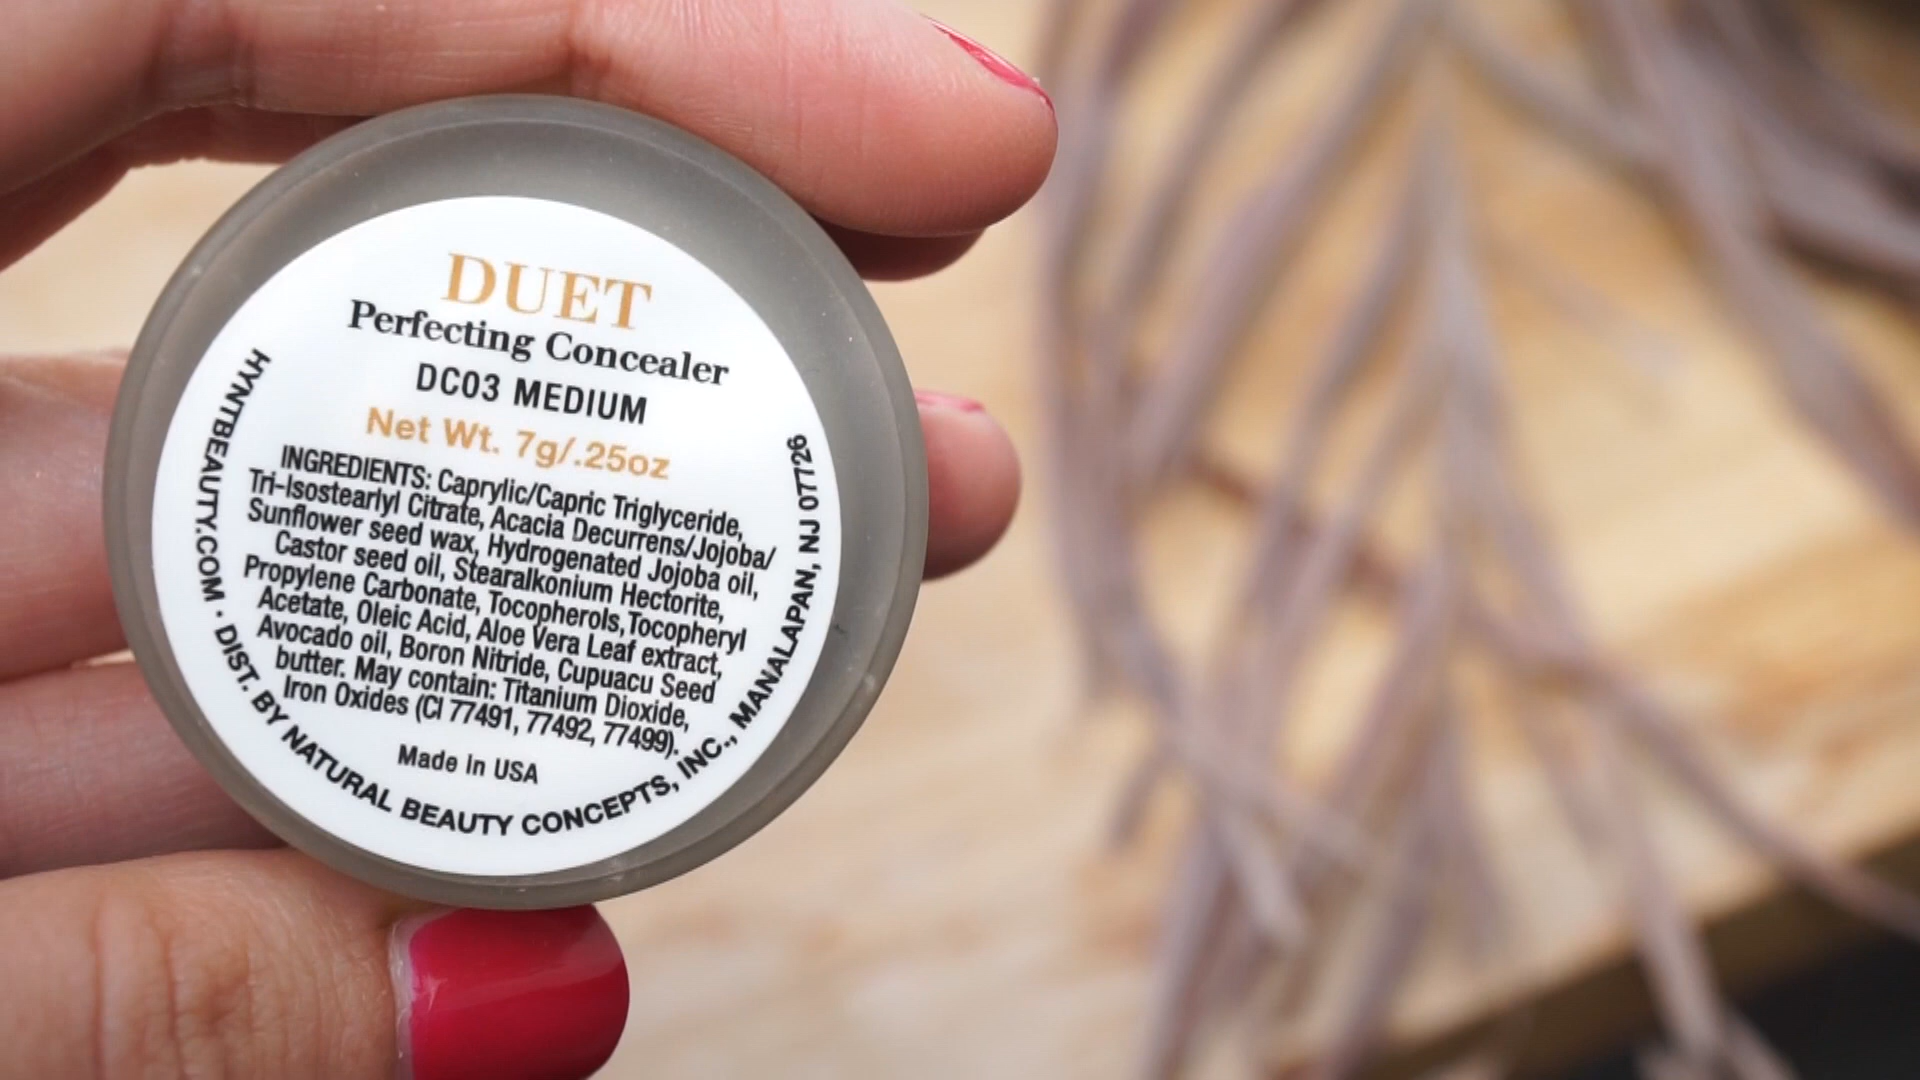 DUET
Perfecting Concealer
DC03 MEDIUM
Net Wt. 7g/.25oz
INGREDIENTS: Caprylic/Capric Triglyceride,
Tri-Isostearlyl Citrate, Acacia Decurrens/Jojoba/
Sunflower seed wax, Hydrogenated Jojoba oil,
Castor seed oil, Stearalkonium Hectorite,
Propylene Carbonate, Tocopherols, Tocopheryl
Acetate, Oleic Acid, Aloe Vera Leaf extract,
Avocado oil, Boron Nitride, Cupuacu Seed
butter. May contain: Titanium Dioxide,
Iron Oxides (CI 77491, 77492, 77499).
Made in USA
HYNTBEAUTY.COM · DIST. BY NATURAL BEAUTY CONCEPTS, INC., MANALAPAN, NJ 07726